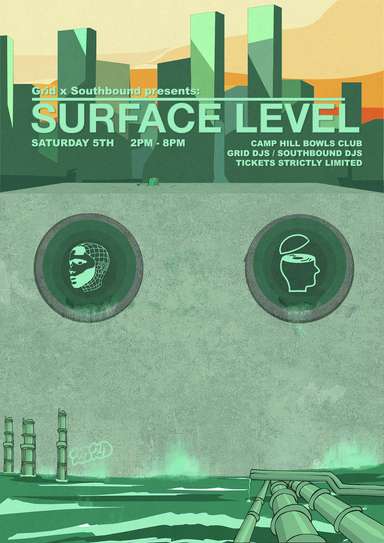 Grid x Southbound presents:
SURFACE LEVEL
SATURDAY 5TH 2PM - 8PM
CAMP HILL BOWLS CLUB
GRID DJS / SOUTHBOUND DJS
TICKETS STRICTLY LIMITED